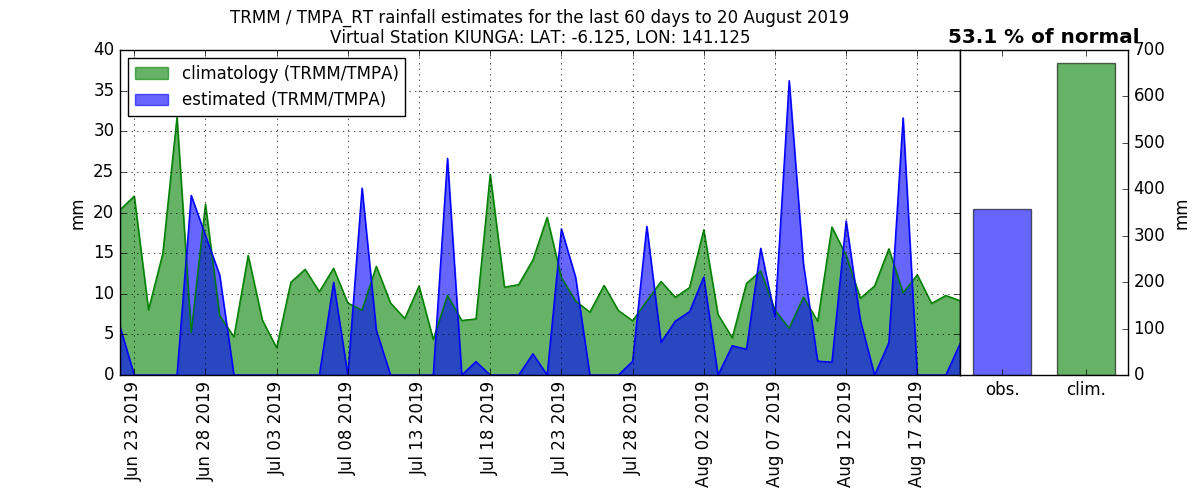 TRMM / TMPA_RT rainfall estimates for the last 60 days to 20 August 2019
Virtual Station KIUNGA: LAT: -6.125, LON: 141.125
53.1 % of normal
climatology (TRMM/TMPA)
estimated (TRMM/TMPA)
40
35
30
25
20
15
10
5
0
mm
Jun 23 2019
Jun 28 2019
Jul 03 2019
Jul 08 2019
Jul 13 2019
Jul 18 2019
Jul 23 2019
Jul 28 2019
Aug 02 2019
Aug 07 2019
Aug 12 2019
Aug 17 2019
obs.
clim.
700
600
500
400
300
200
100
0
mm